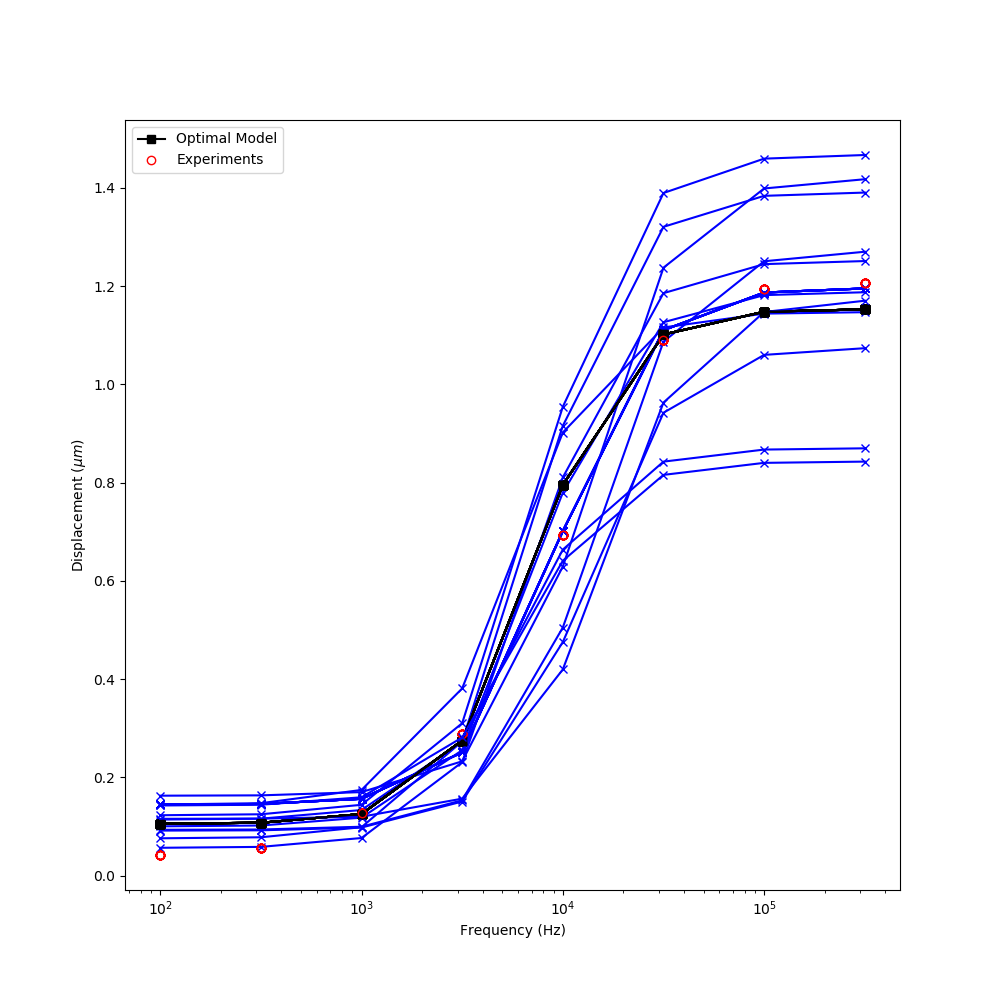 Optimal Model
Experiments
1.4
1.2
1.0
0.8
0.6
0.4
0.2
0.0
Displacement (μm)
10² 10³ 10⁴ 10⁵
Frequency (Hz)